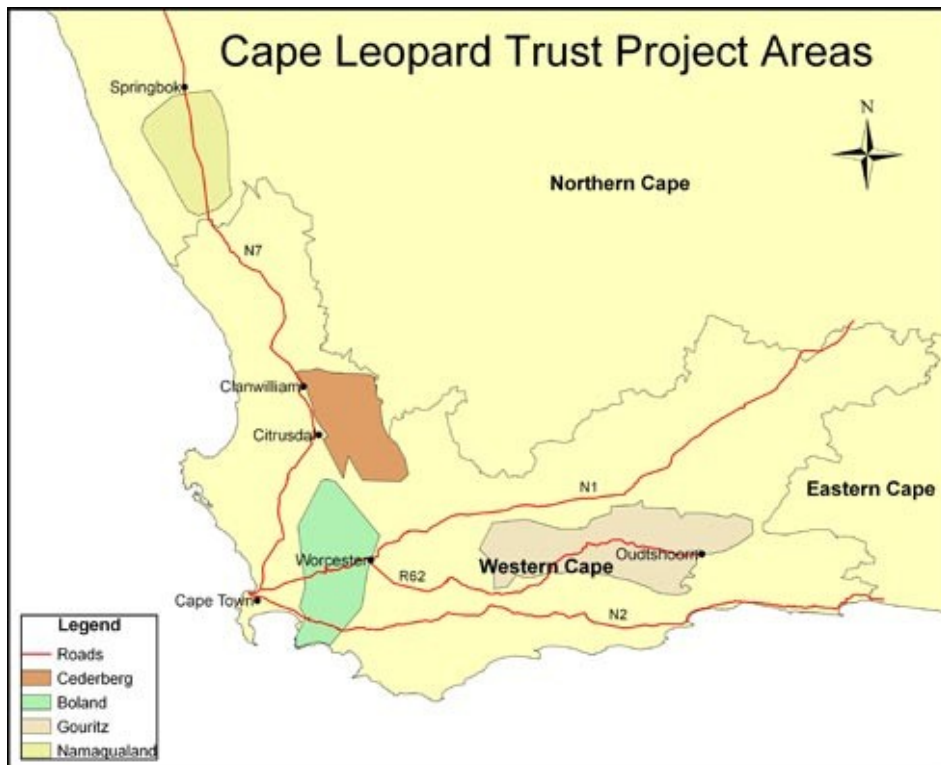 Cape Leopard Trust Project Areas
Springbok
N
Northern Cape
N7
Clanwilliam
Citrusdal
N1
Eastern Cape
Worcester
Oudtshoorn
Western Cape
R62
Cape Town
N2
Legend
Roads
Cederberg
Boland
Gouritz
Namaqualand